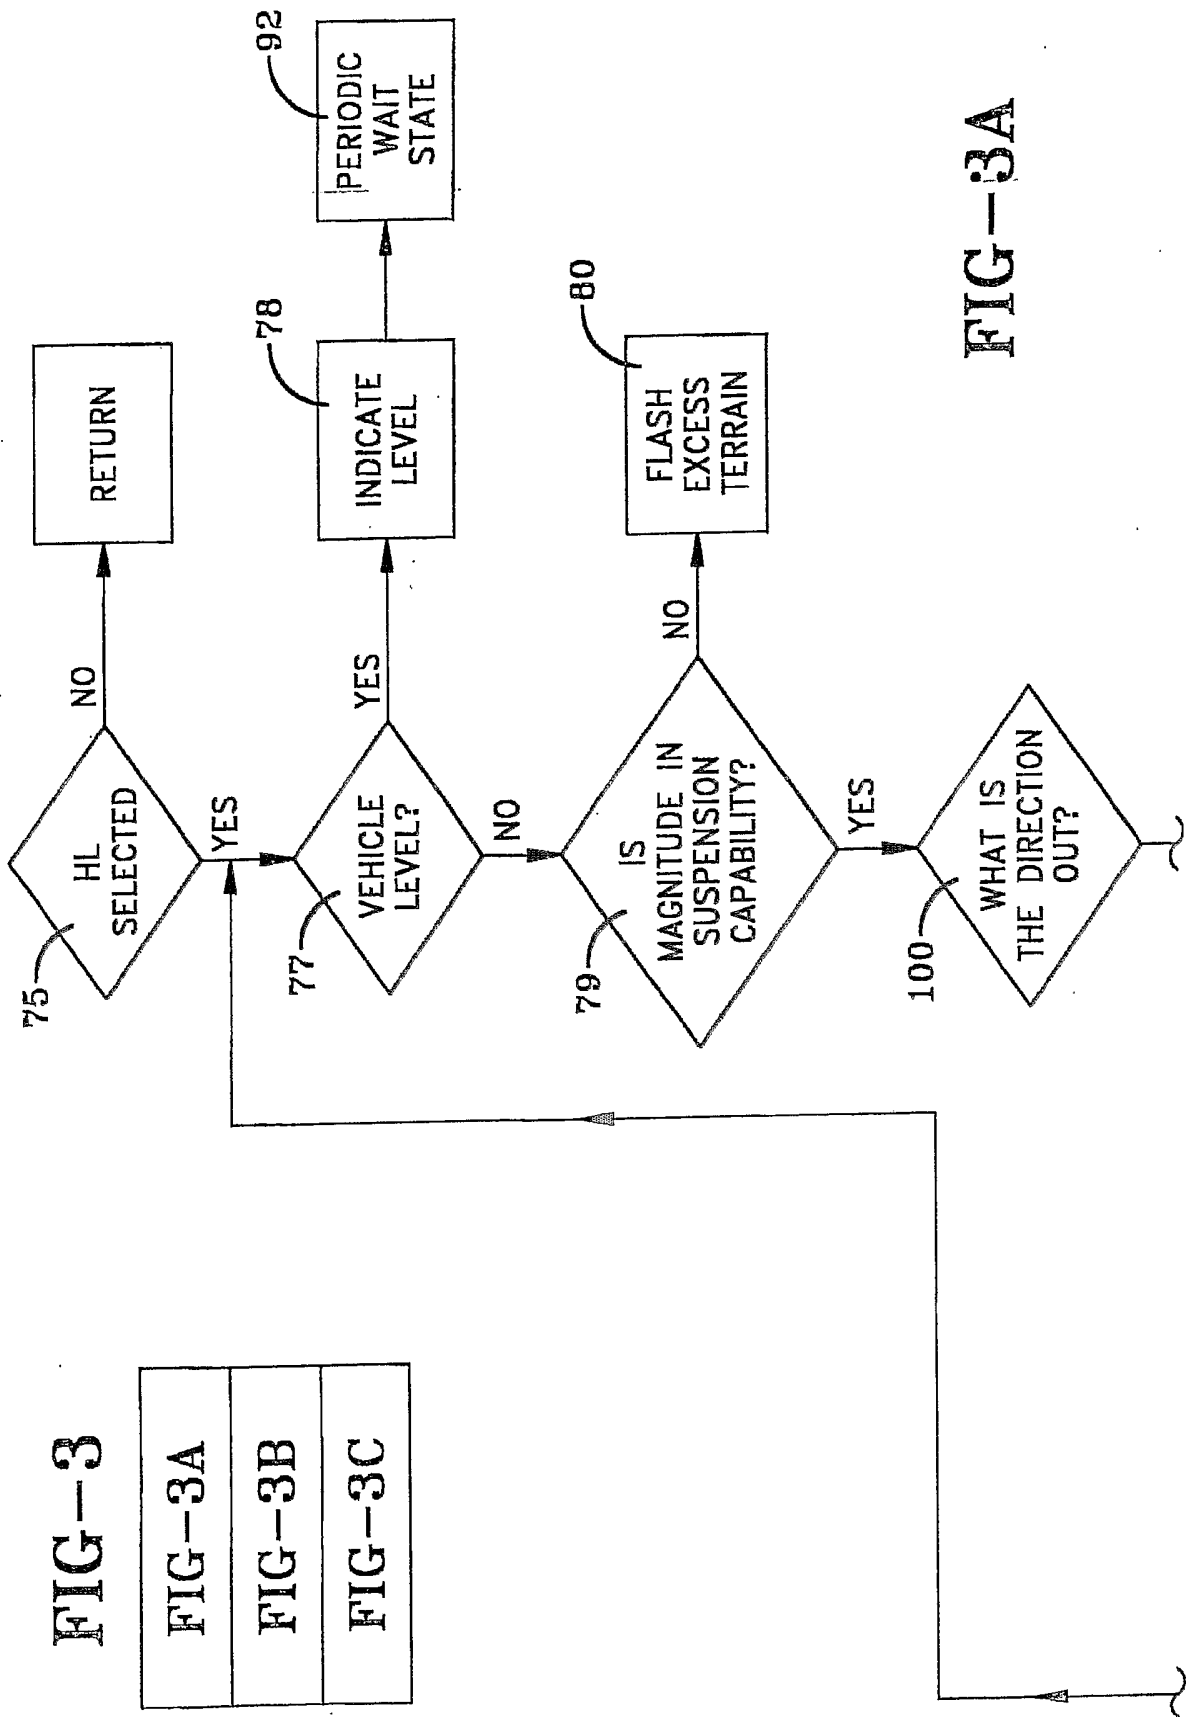 FIG-3
FIG-3A
FIG-3B
FIG-3C
75
HL
SELECTED
NO
RETURN
YES
77
VEHICLE
LEVEL?
YES
78
INDICATE
LEVEL
92
PERIODIC
WAIT
STATE
NO
79
IS
MAGNITUDE IN
SUSPENSION
CAPABILITY?
NO
80
FLASH
EXCESS
TERRAIN
YES
100
WHAT IS
THE DIRECTION
OUT?
FIG-3A